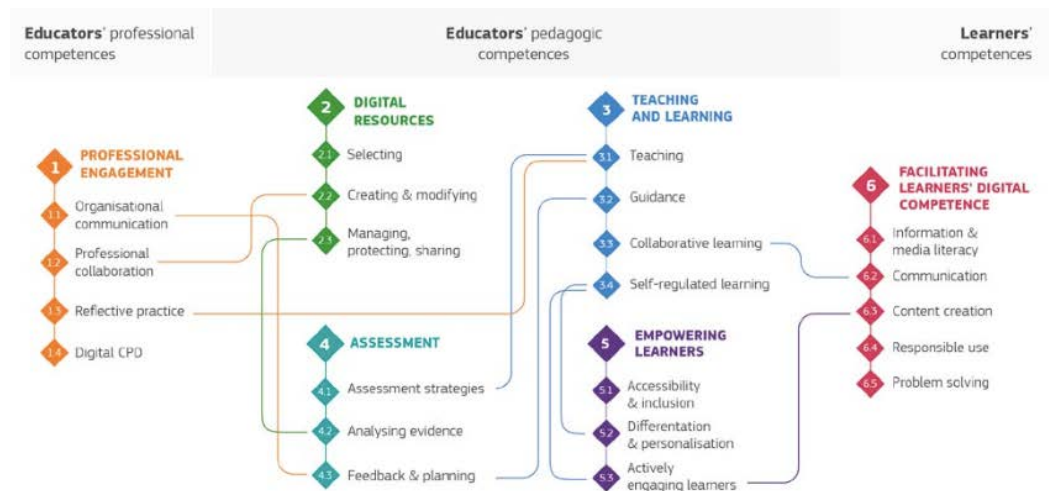 Educators' professional
competences
Educators' pedagogic
competences
Learners'
competences
1
PROFESSIONAL
ENGAGEMENT
1.1
Organisational
communication
1.2
Professional
collaboration
1.3
Reflective practice
1.4
Digital CPD
2
DIGITAL
RESOURCES
2.1
Selecting
2.2
Creating & modifying
2.3
Managing,
protecting, sharing
3
TEACHING
AND LEARNING
3.1
Teaching
3.2
Guidance
3.3
Collaborative learning
3.4
Self-regulated learning
4
ASSESSMENT
4.1
Assessment strategies
4.2
Analysing evidence
4.3
Feedback & planning
5
EMPOWERING
LEARNERS
5.1
Accessibility
& inclusion
5.2
Differentation
& personalisation
5.3
Actively
engaging learners
6
FACILITATING
LEARNERS' DIGITAL
COMPETENCE
6.1
Information &
media literacy
6.2
Communication
6.3
Content creation
6.4
Responsible use
6.5
Problem solving